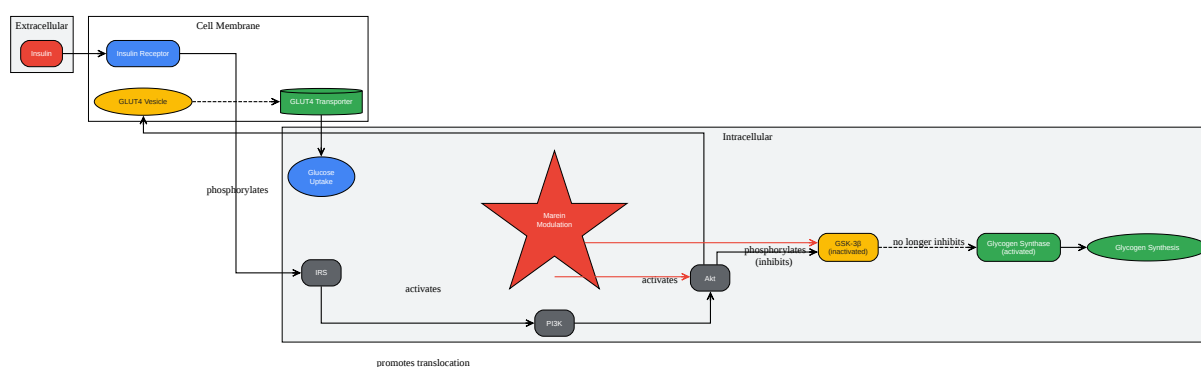 Extracellular
Cell Membrane
Insulin
Insulin Receptor
GLUT4 Vesicle
GLUT4 Transporter
Intracellular
Glucose
Uptake
phosphorylates
Marein
Modulation
GSK-3β
(inactivated)
no longer inhibits
Glycogen Synthase
(activated)
Glycogen Synthesis
phosphorylates
(inhibits)
IRS
activates
activates
Akt
PI3K
promotes translocation